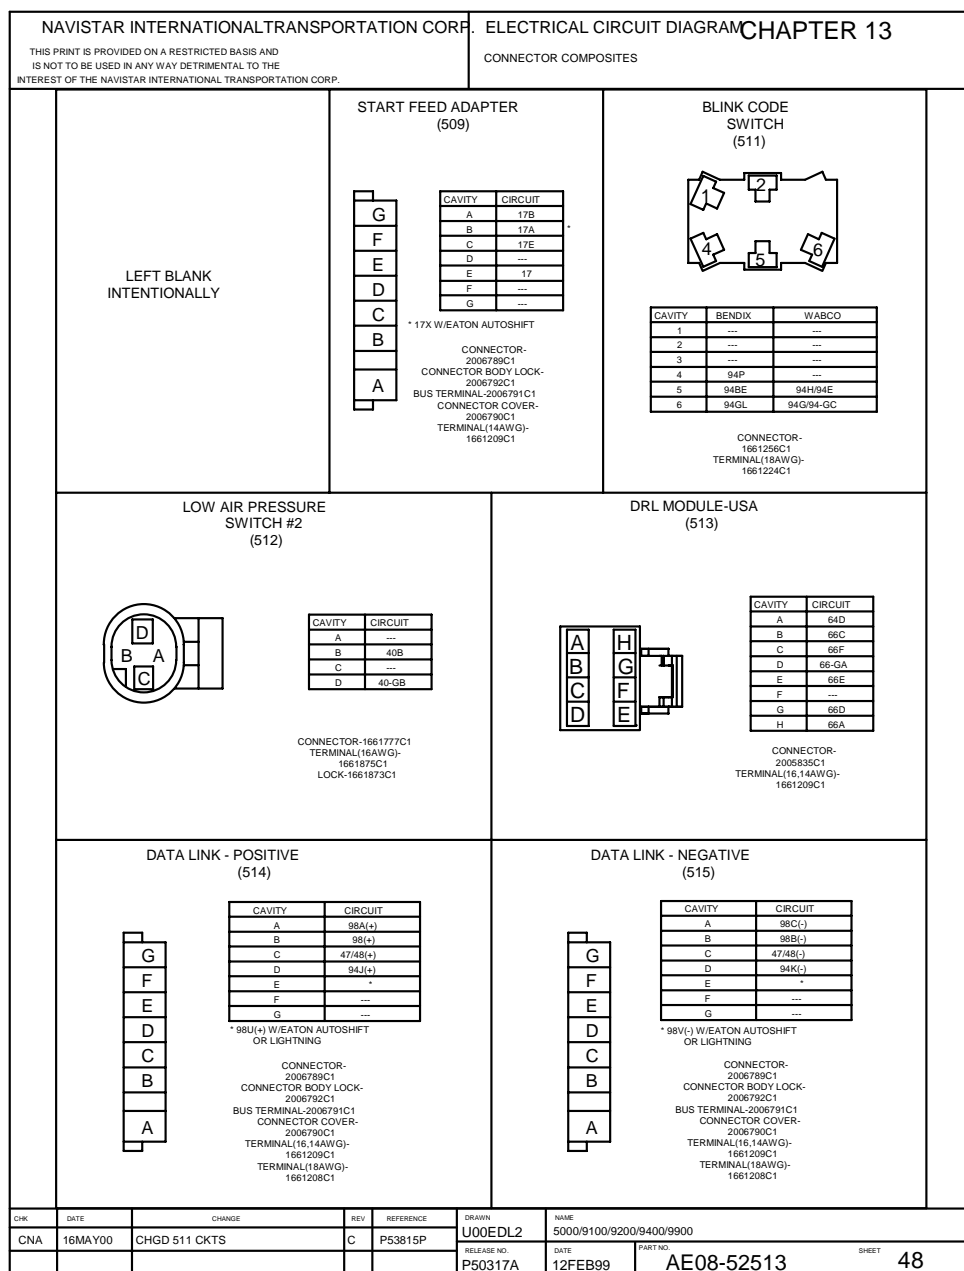 NAVISTAR INTERNATIONALTRANSPORTATION CORP.
THIS PRINT IS PROVIDED ON A RESTRICTED BASIS AND
IS NOT TO BE USED IN ANY WAY DETRIMENTAL TO THE
INTEREST OF THE NAVISTAR INTERNATIONAL TRANSPORTATION CORP.
ELECTRICAL CIRCUIT DIAGRAM
CHAPTER 13
CONNECTOR COMPOSITES
LEFT BLANK
INTENTIONALLY
START FEED ADAPTER
(509)
G
F
E
D
C
B
A
CAVITY CIRCUIT
A 17B
B 17A *
C 17E
D ---
E 17
F ---
G ---
* 17X W/EATON AUTOSHIFT
CONNECTOR-
2006789C1
CONNECTOR BODY LOCK-
2006792C1
BUS TERMINAL-2006791C1
CONNECTOR COVER-
2006790C1
TERMINAL(14AWG)-
1661209C1
BLINK CODE
SWITCH
(511)
1 2
4 5 6
CAVITY BENDIX WABCO
1 --- ---
2 --- ---
3 --- ---
4 94P ---
5 94BE 94H/94E
6 94GL 94G/94-GC
CONNECTOR-
1661256C1
TERMINAL(18AWG)-
1661224C1
LOW AIR PRESSURE
SWITCH #2
(512)
D
B A
C
CAVITY CIRCUIT
A ---
B 40B
C ---
D 40-GB
CONNECTOR-1661777C1
TERMINAL(16AWG)-
1661875C1
LOCK-1661873C1
DRL MODULE-USA
(513)
A H
B G
C F
D E
CAVITY CIRCUIT
A 64D
B 66C
C 66F
D 66-GA
E 66E
F ---
G 66D
H 66A
CONNECTOR-
2005835C1
TERMINAL(16,14AWG)-
1661209C1
DATA LINK - POSITIVE
(514)
G
F
E
D
C
B
A
CAVITY CIRCUIT
A 98A(+)
B 98(+)
C 47/48(+)
D 94J(+)
E *
F ---
G ---
* 98U(+) W/EATON AUTOSHIFT
OR LIGHTNING
CONNECTOR-
2006789C1
CONNECTOR BODY LOCK-
2006792C1
BUS TERMINAL-2006791C1
CONNECTOR COVER-
2006790C1
TERMINAL(16,14AWG)-
1661209C1
TERMINAL(18AWG)-
1661208C1
DATA LINK - NEGATIVE
(515)
G
F
E
D
C
B
A
CAVITY CIRCUIT
A 98C(-)
B 98B(-)
C 47/48(-)
D 94K(-)
E *
F ---
G ---
* 98V(-) W/EATON AUTOSHIFT
OR LIGHTNING
CONNECTOR-
2006789C1
CONNECTOR BODY LOCK-
2006792C1
BUS TERMINAL-2006791C1
CONNECTOR COVER-
2006790C1
TERMINAL(16,14AWG)-
1661209C1
TERMINAL(18AWG)-
1661208C1
CHK DATE CHANGE REV REFERENCE
CNA 16MAY00 CHGD 511 CKTS C P53815P
DRAWN
U00EDL2
NAME
5000/9100/9200/9400/9900
RELEASE NO.
P50317A
DATE
12FEB99
PART NO.
AE08-52513
SHEET
48